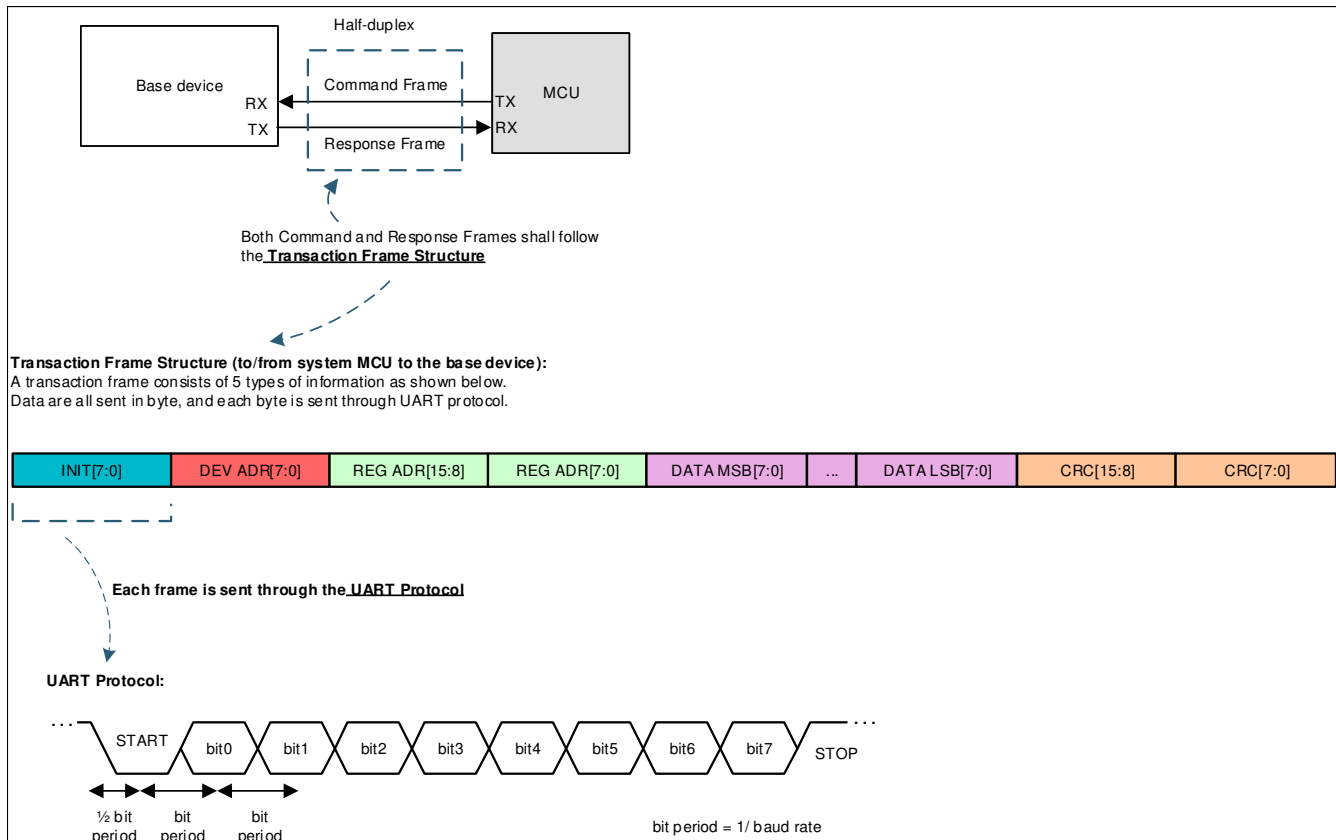 Half-duplex
Base device
MCU
Command Frame
RX
TX
TX
RX
Response Frame
Both Command and Response Frames shall follow
the Transaction Frame Structure
Transaction Frame Structure (to/from system MCU to the base device):
A transaction frame consists of 5 types of information as shown below.
Data are all sent in byte, and each byte is sent through UART protocol.
INIT[7:0]
DEV ADR[7:0]
REG ADR[15:8]
REG ADR[7:0]
DATA MSB[7:0]
...
DATA LSB[7:0]
CRC[15:8]
CRC[7:0]
Each frame is sent through the UART Protocol
UART Protocol:
...
START
bit0
bit1
bit2
bit3
bit4
bit5
bit6
bit7
STOP
...
½ bit
period
bit
period
bit
period
bit period = 1/ baud rate